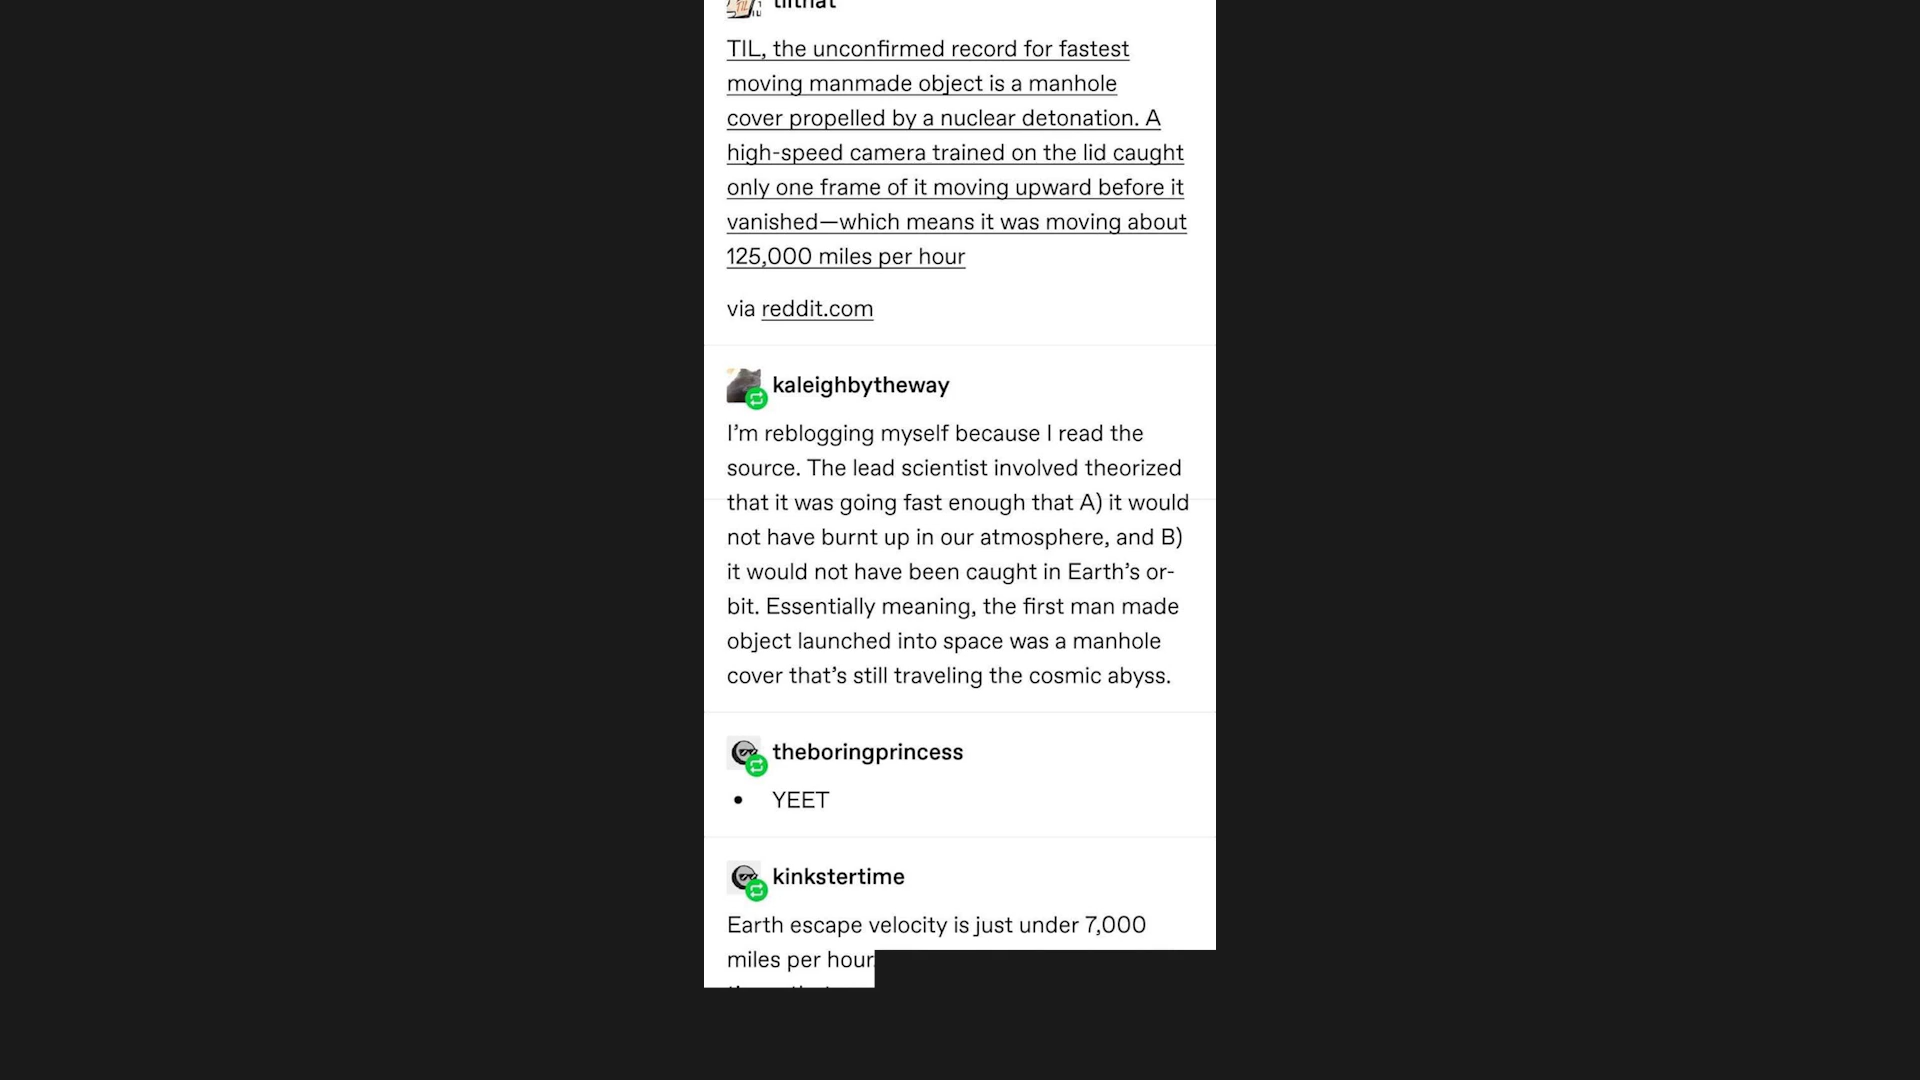 tilthat
TIL, the unconfirmed record for fastest
moving manmade object is a manhole
cover propelled by a nuclear detonation. A
high-speed camera trained on the lid caught
only one frame of it moving upward before it
vanished—which means it was moving about
125,000 miles per hour
via reddit.com
kaleighbytheway
I’m reblogging myself because I read the
source. The lead scientist involved theorized
that it was going fast enough that A) it would
not have burnt up in our atmosphere, and B)
it would not have been caught in Earth’s or-
bit. Essentially meaning, the first man made
object launched into space was a manhole
cover that’s still traveling the cosmic abyss.
theboringprincess
• YEET
kinkstertime
Earth escape velocity is just under 7,000
miles per hour.